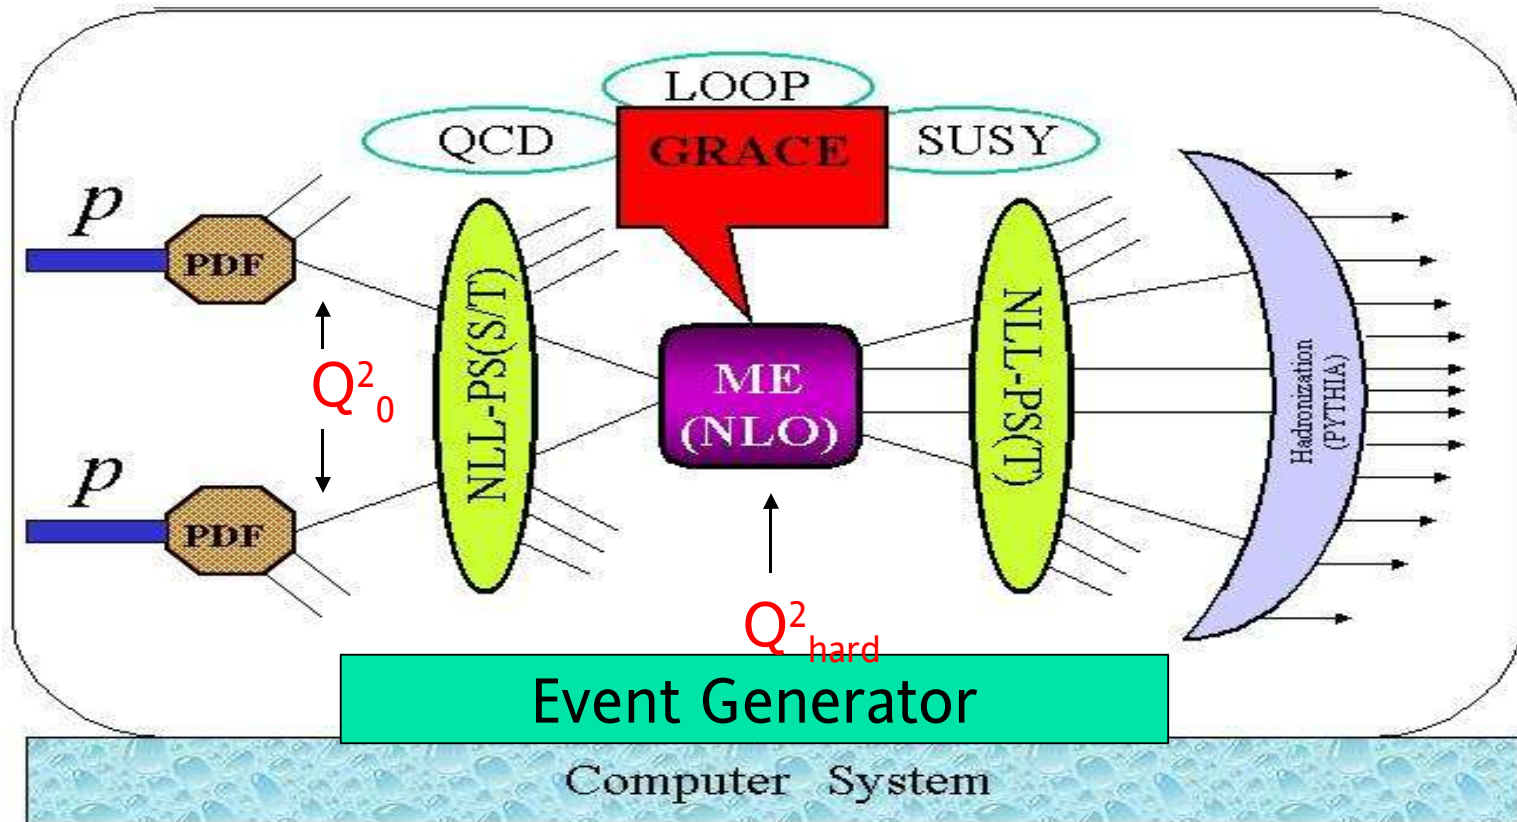 LOOP
QCD
GRACE
SUSY
p
PDF
NLL-PS(S/T)
NLL-PS(T)
Q²₀
ME
(NLO)
Hadronization
(PYTHIA)
p
PDF
Q²hard
Event Generator
Computer System